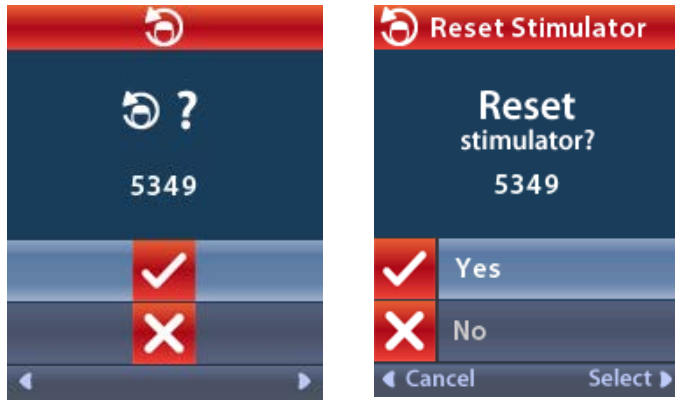 ?
5349
Reset Stimulator
Reset
stimulator?
5349
Yes
No
Cancel Select